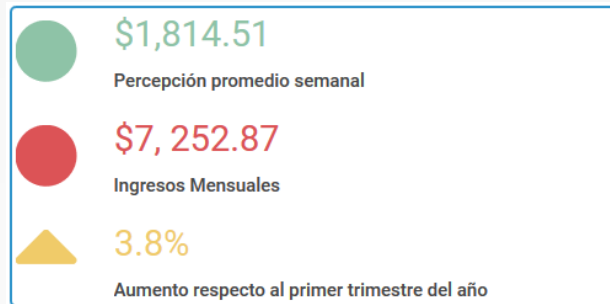 $1,814.51
Percepción promedio semanal
$7, 252.87
Ingresos Mensuales
3.8%
Aumento respecto al primer trimestre del año